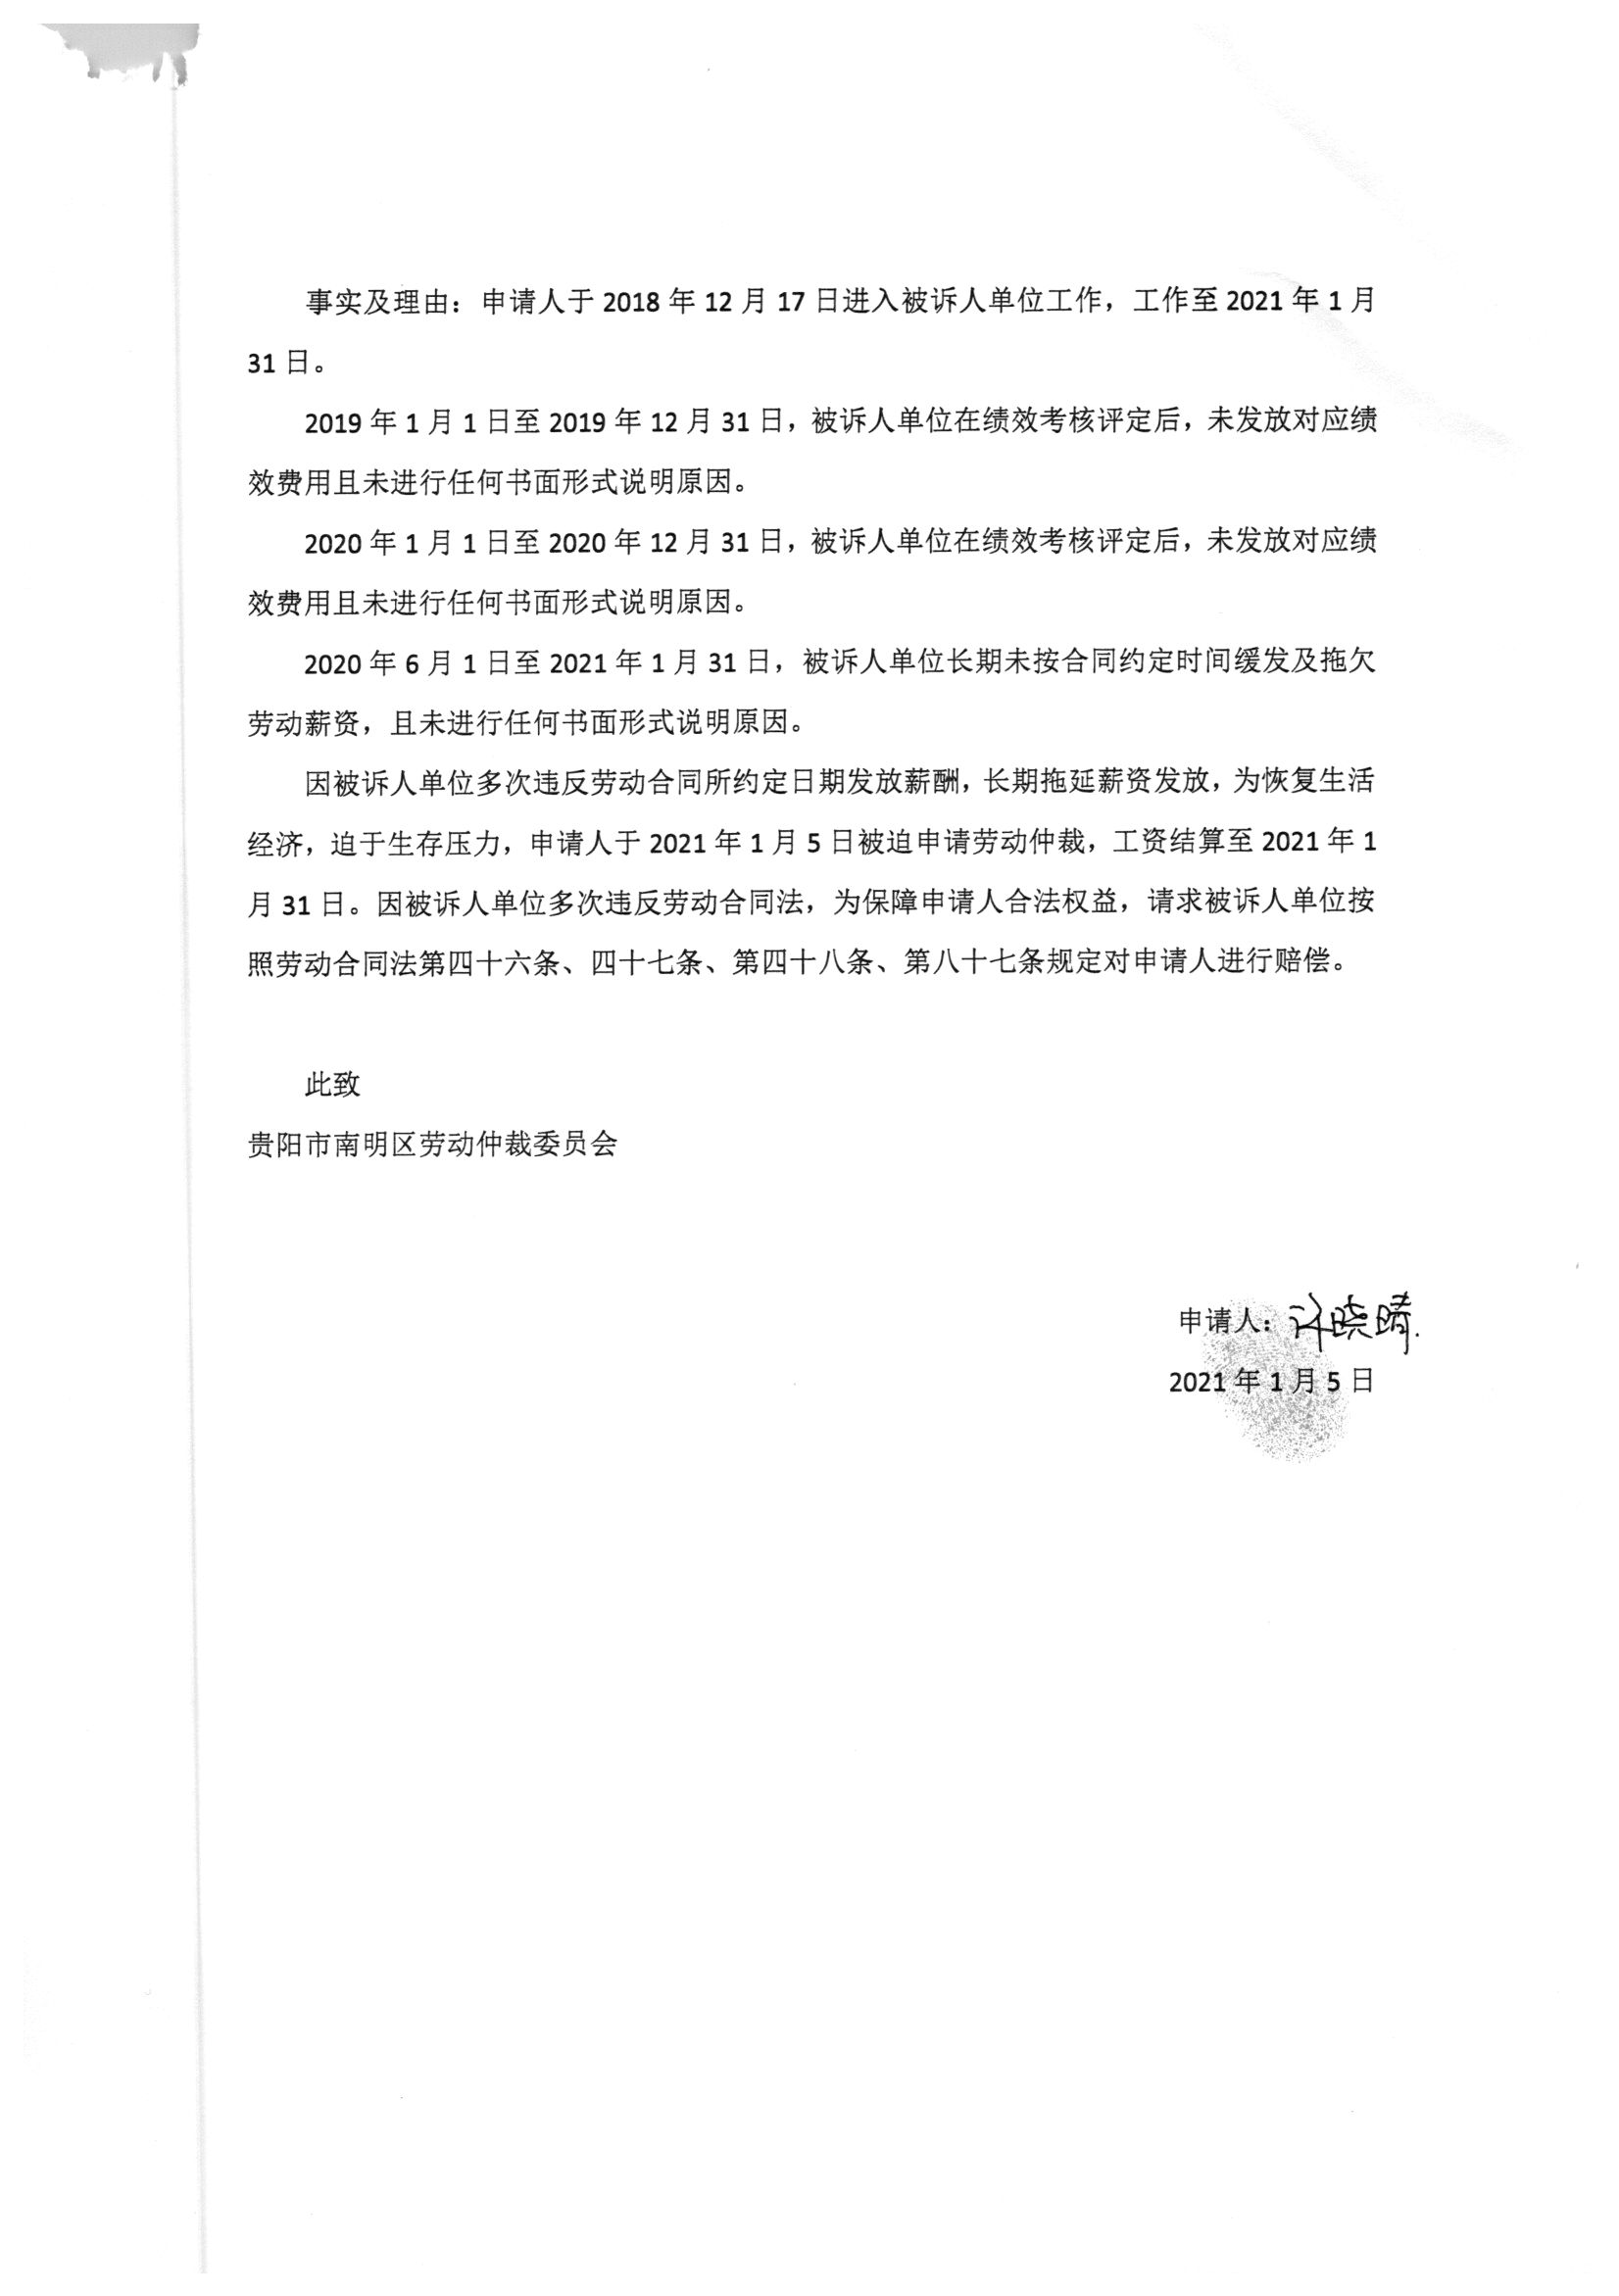 事实及理由：申请人于 2018 年 12 月 17 日进入被诉人单位工作，工作至 2021 年 1 月
31 日。
2019 年 1 月 1 日至 2019 年 12 月 31 日，被诉人单位在绩效考核评定后，未发放对应绩
效费用且未进行任何书面形式说明原因。
2020 年 1 月 1 日至 2020 年 12 月 31 日，被诉人单位在绩效考核评定后，未发放对应绩
效费用且未进行任何书面形式说明原因。
2020 年 6 月 1 日至 2021 年 1 月 31 日，被诉人单位长期未按合同约定时间缓发及拖欠
劳动薪资，且未进行任何书面形式说明原因。
因被诉人单位多次违反劳动合同所约定日期发放薪酬，长期拖延薪资发放，为恢复生活
经济，迫于生存压力，申请人于 2021 年 1 月 5 日被迫申请劳动仲裁，工资结算至 2021 年 1
月 31 日。因被诉人单位多次违反劳动合同法，为保障申请人合法权益，请求被诉人单位按
照劳动合同法第四十六条、四十七条、第四十八条、第八十七条规定对申请人进行赔偿。
此致
贵阳市南明区劳动仲裁委员会
申请人：许晓晴.
2021 年 1 月 5 日